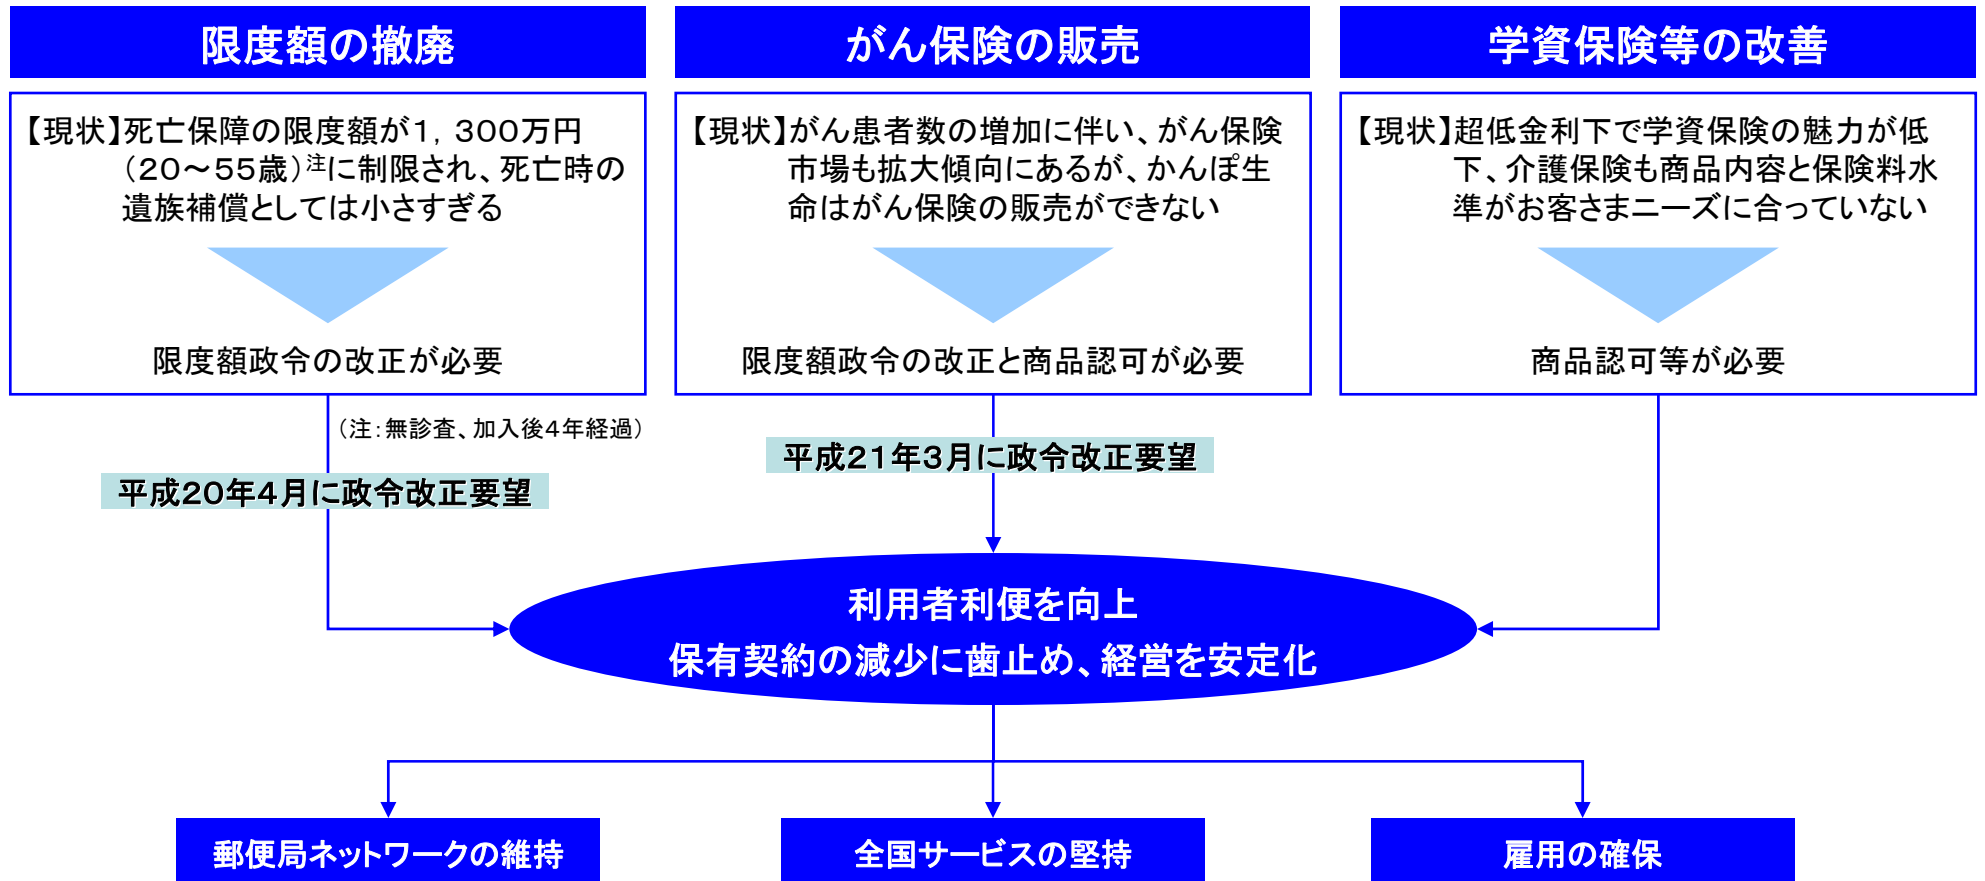 限度額の撤廃
【現状】死亡保障の限度額が1，300万円
（20～55歳）注に制限され、死亡時の
遺族補償としては小さすぎる
限度額政令の改正が必要
（注：無診査、加入後4年経過）
平成20年4月に政令改正要望
がん保険の販売
【現状】がん患者数の増加に伴い、がん保険
市場も拡大傾向にあるが、かんぽ生
命はがん保険の販売ができない
限度額政令の改正と商品認可が必要
平成21年3月に政令改正要望
学資保険等の改善
【現状】超低金利下で学資保険の魅力が低
下、介護保険も商品内容と保険料水
準がお客さまニーズに合っていない
商品認可等が必要
利用者利便を向上
保有契約の減少に歯止め、経営を安定化
郵便局ネットワークの維持
全国サービスの堅持
雇用の確保